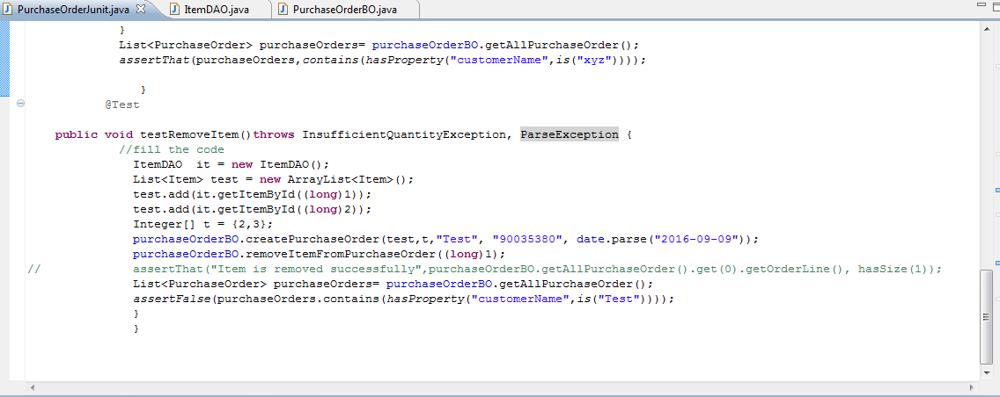 PurchaseOrderJunit.java ItemDAO.java PurchaseOrderBO.java
}
List<PurchaseOrder> purchaseOrders= purchaseOrderBO.getAllPurchaseOrder();
assertThat(purchaseOrders,contains(hasProperty("customerName",is("xyz"))));
}
@Test
public void testRemoveItem()throws InsufficientQuantityException, ParseException {
//fill the code
ItemDAO  it = new ItemDAO();
List<Item> test = new ArrayList<Item>();
test.add(it.getItemById((long)1));
test.add(it.getItemById((long)2));
Integer[] t = {2,3};
purchaseOrderBO.createPurchaseOrder(test,t,"Test", "90035380", date.parse("2016-09-09"));
purchaseOrderBO.removeItemFromPurchaseOrder((long)1);
//             assertThat("Item is removed successfully",purchaseOrderBO.getAllPurchaseOrder().get(0).getOrderLine(), hasSize(1));
List<PurchaseOrder> purchaseOrders= purchaseOrderBO.getAllPurchaseOrder();
assertFalse(purchaseOrders.contains(hasProperty("customerName",is("Test"))));
}
}